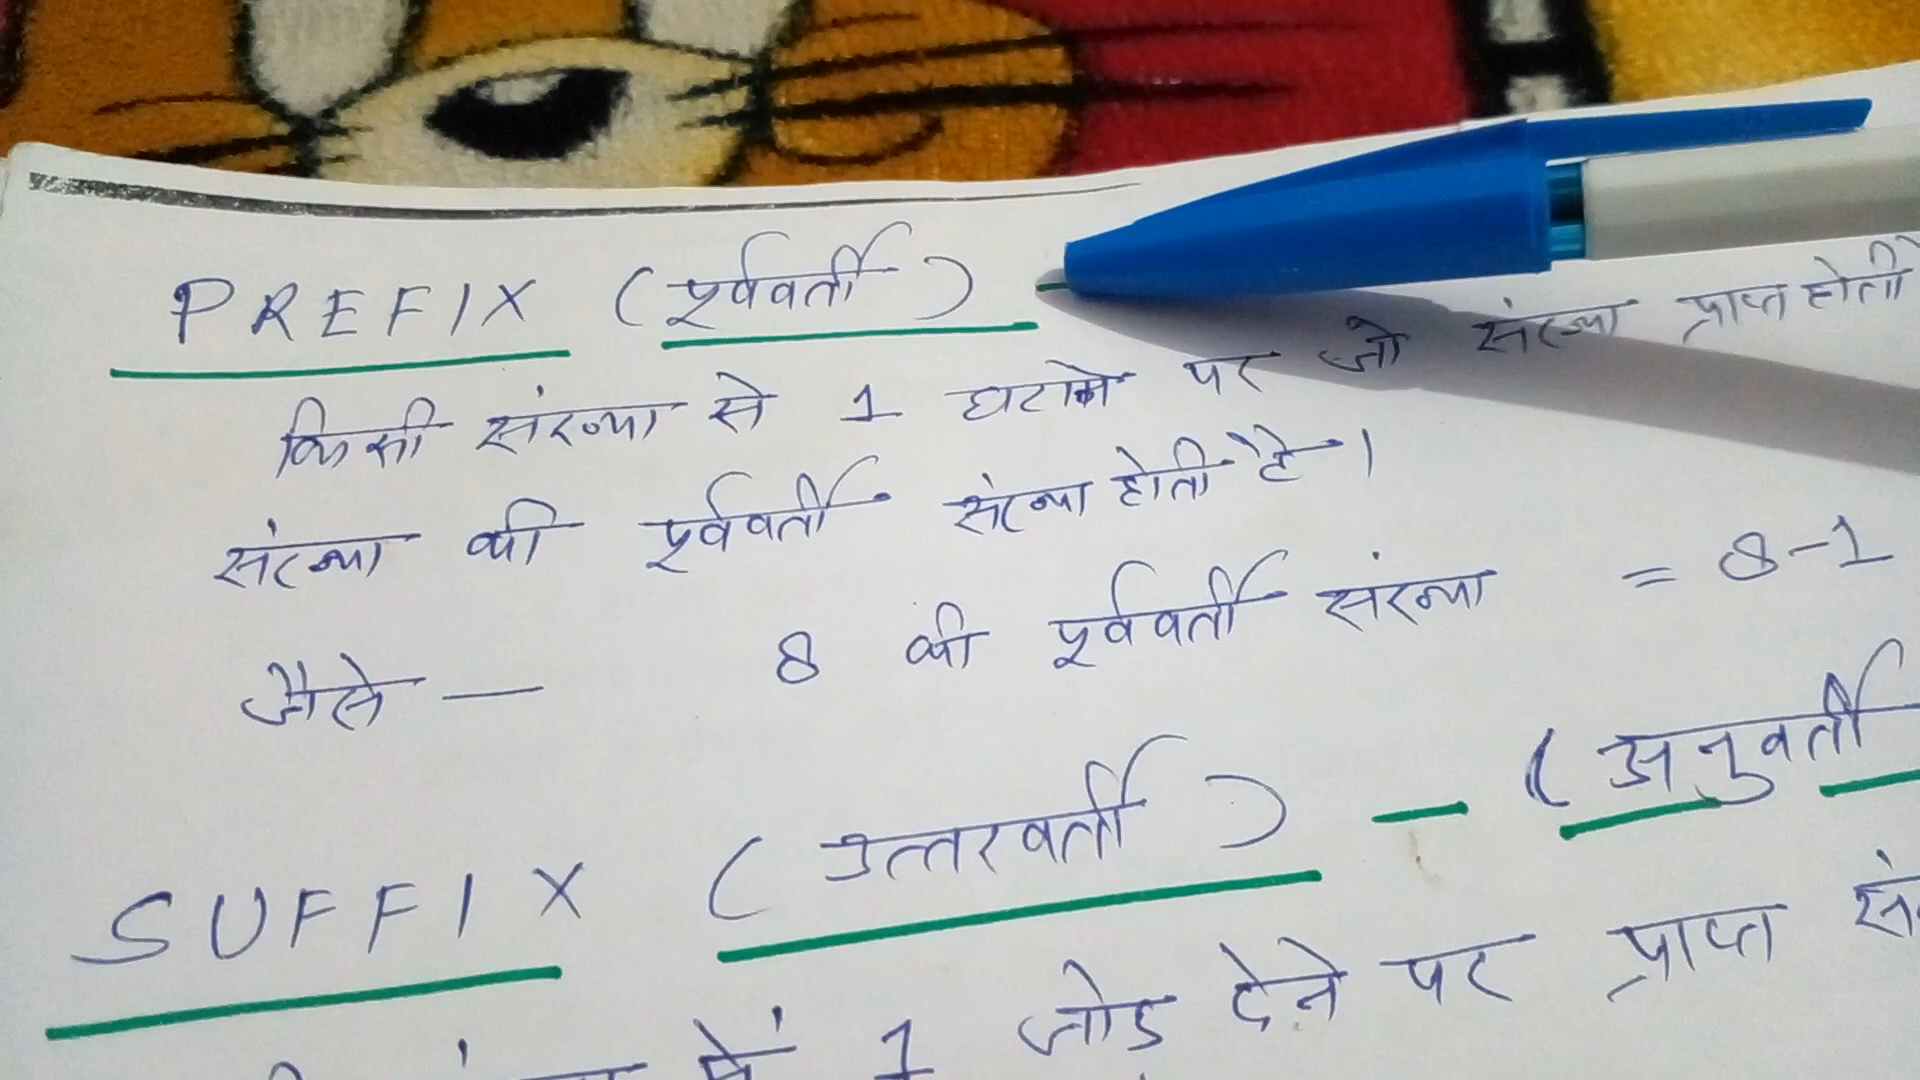 PREFIX (पूर्ववर्ती) -
किसी संख्या से 1 घटाने पर जो संख्या प्राप्त होती
संख्या की पूर्ववर्ती संख्या होती है।
जैसे — 8 की पूर्ववर्ती संख्या = 8-1
SUFFIX (उत्तरवर्ती) - (अनुवर्ती
में 1 जोड़ देने पर प्राप्त